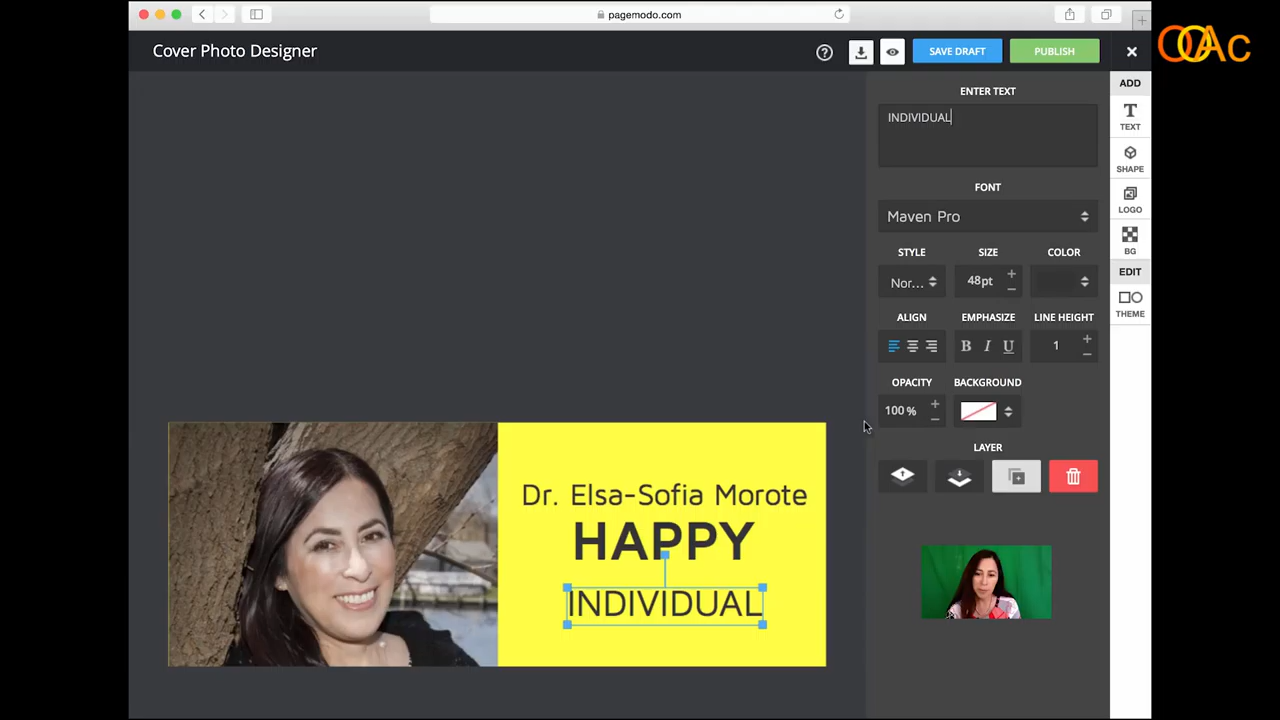 pagemodo.com
OOAc
Cover Photo Designer
SAVE DRAFT
PUBLISH
ENTER TEXT
INDIVIDUAL
FONT
Maven Pro
STYLE
SIZE
COLOR
Nor...
48pt
ALIGN
EMPHASIZE
LINE HEIGHT
B I U
1
OPACITY
BACKGROUND
100 %
LAYER
ADD
TEXT
SHAPE
LOGO
BG
EDIT
THEME
Dr. Elsa-Sofia Morote
HAPPY
INDIVIDUAL